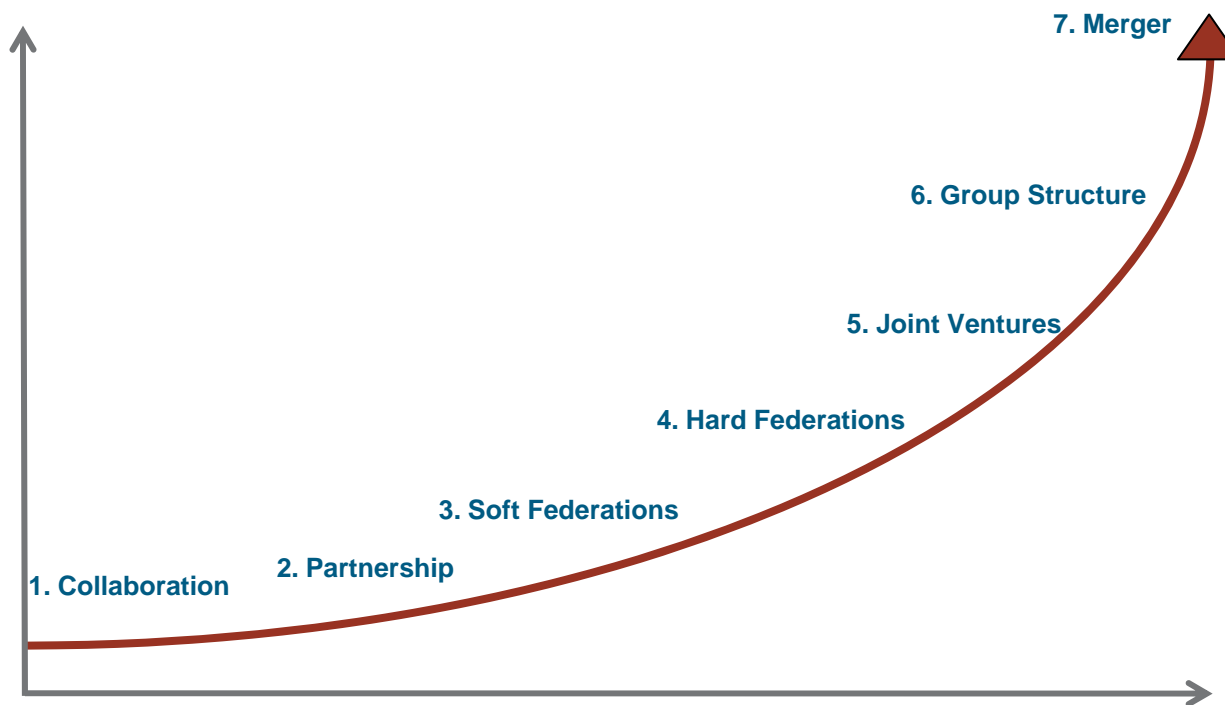 7. Merger
6. Group Structure
5. Joint Ventures
4. Hard Federations
3. Soft Federations
2. Partnership
1. Collaboration